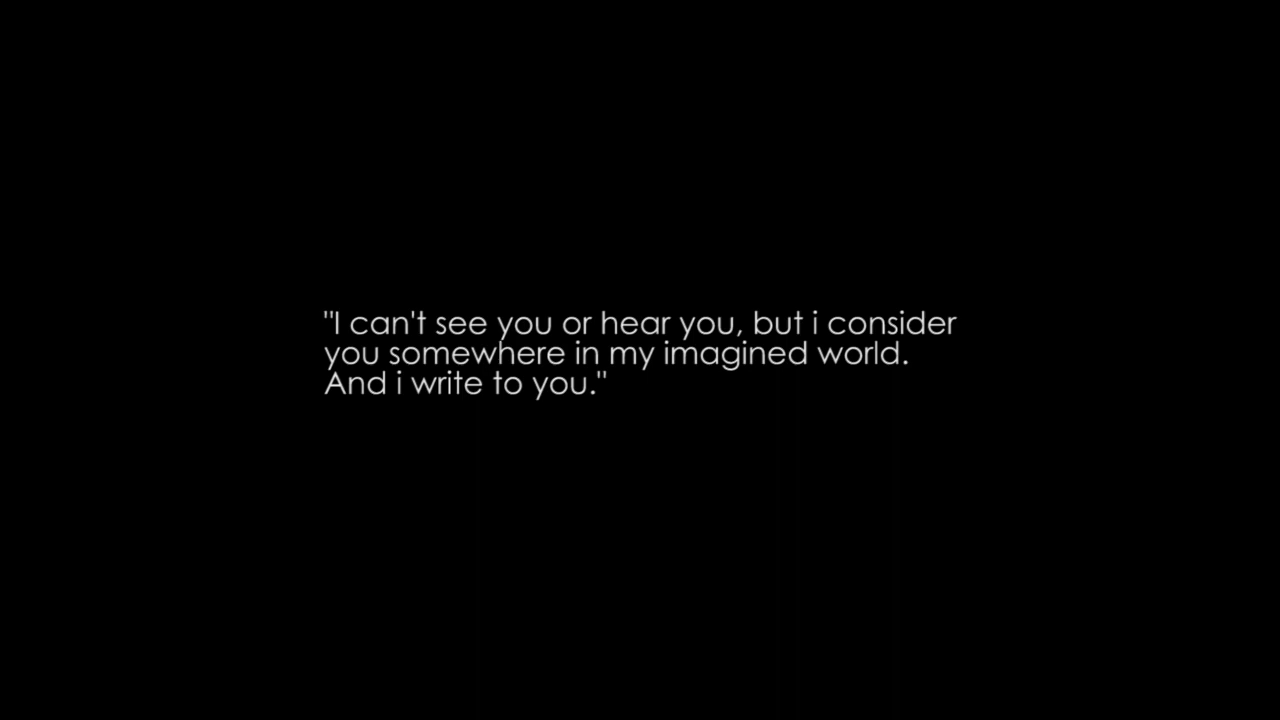 "I can't see you or hear you, but i consider
you somewhere in my imagined world.
And i write to you."